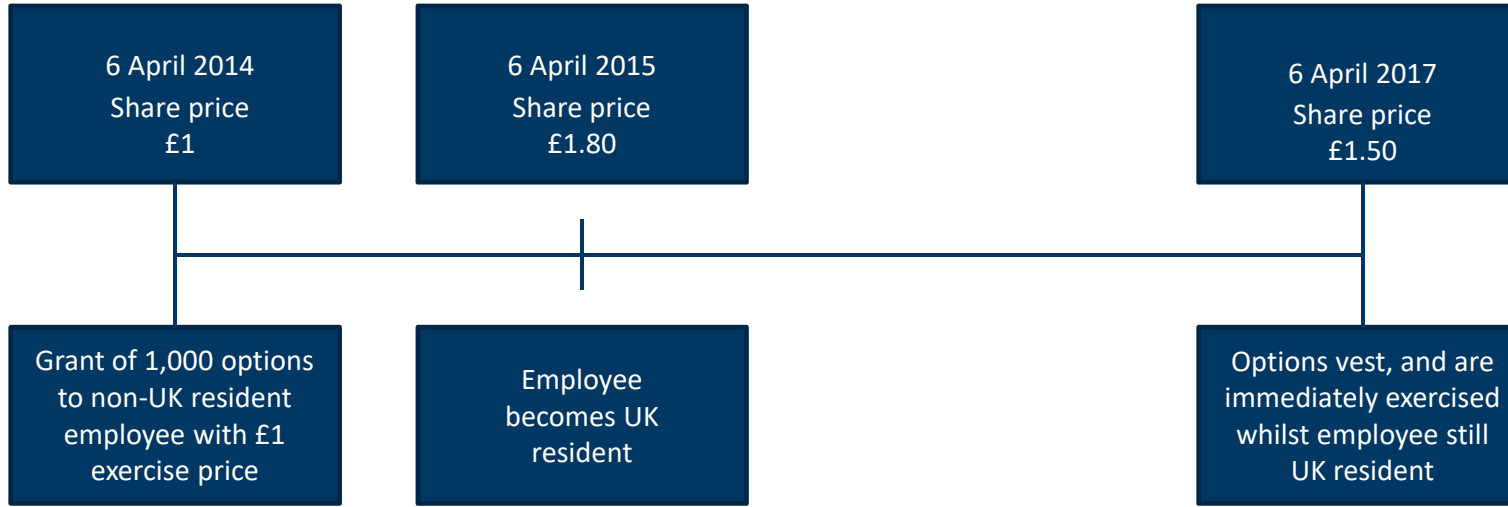 6 April 2014
Share price
£1
6 April 2015
Share price
£1.80
6 April 2017
Share price
£1.50
Grant of 1,000 options
to non-UK resident
employee with £1
exercise price
Employee
becomes UK
resident
Options vest, and are
immediately exercised
whilst employee still
UK resident